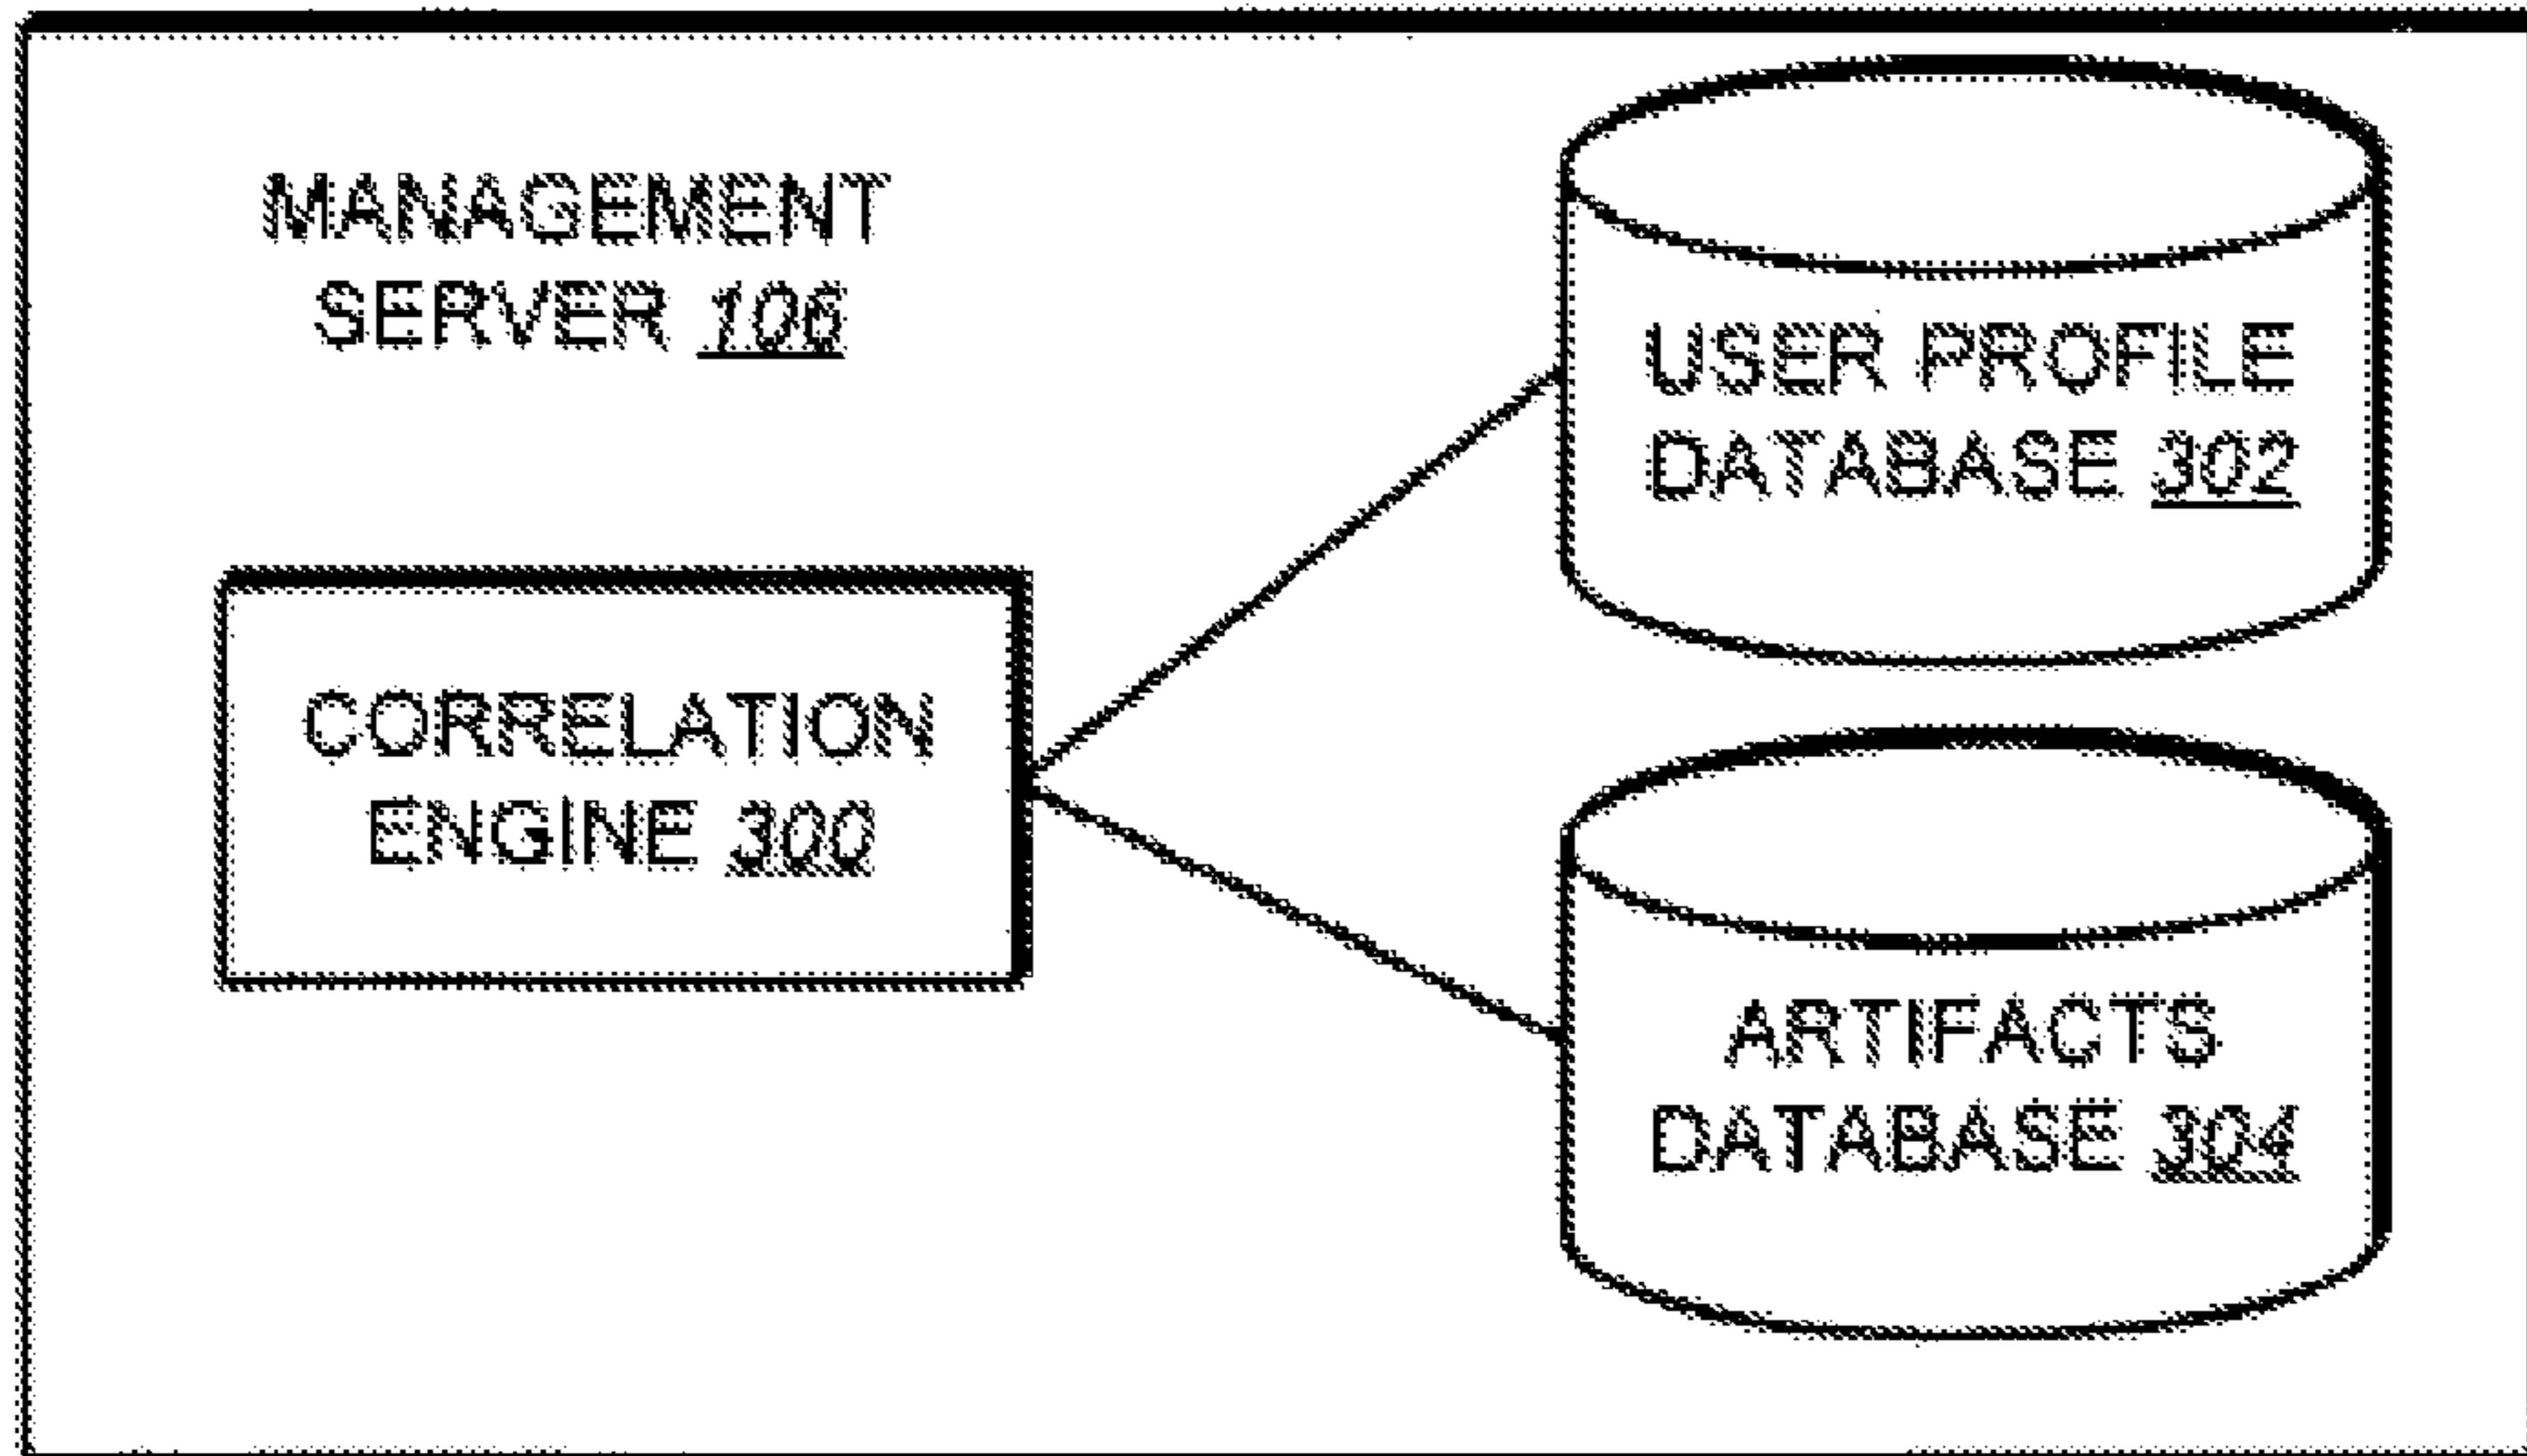 MANAGEMENT
SERVER 106
USER PROFILE
DATABASE 302
CORRELATION
ENGINE 300
ARTIFACTS
DATABASE 304